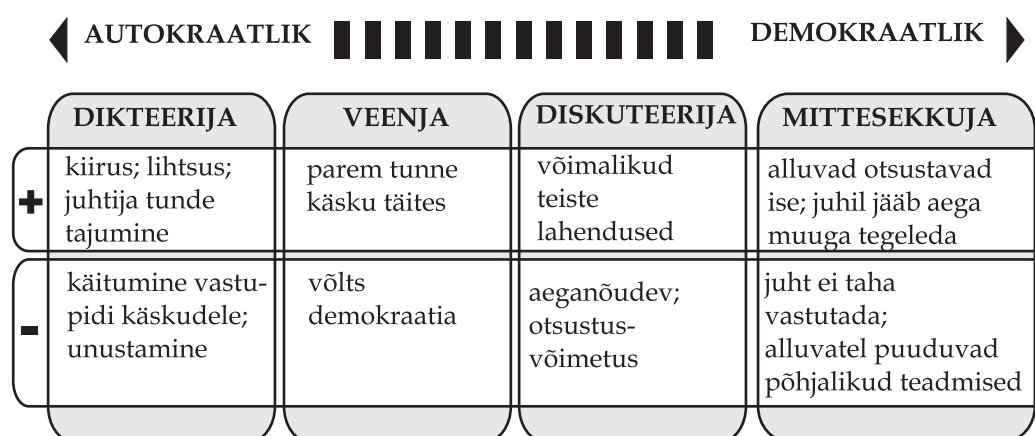 AUTOKRAATLIK DEMOKRAATLIK
DIKTEERIJA
VEENJA
DISKUTEERIJA
MITTESEKKUJA
+
kiirus; lihtsus;
juhtija tunde
tajumine
parem tunne
käsku täites
võimalikud
teiste
lahendused
alluvad otsustavad
ise; juhil jääb aega
muuga tegeleda
-
käitumine vastu-
pidi käskudele;
unustamine
võlts
demokraatia
aeganõudev;
otsustus-
võimetus
juht ei taha
vastutada;
alluvatel puuduvad
põhjalikud teadmised